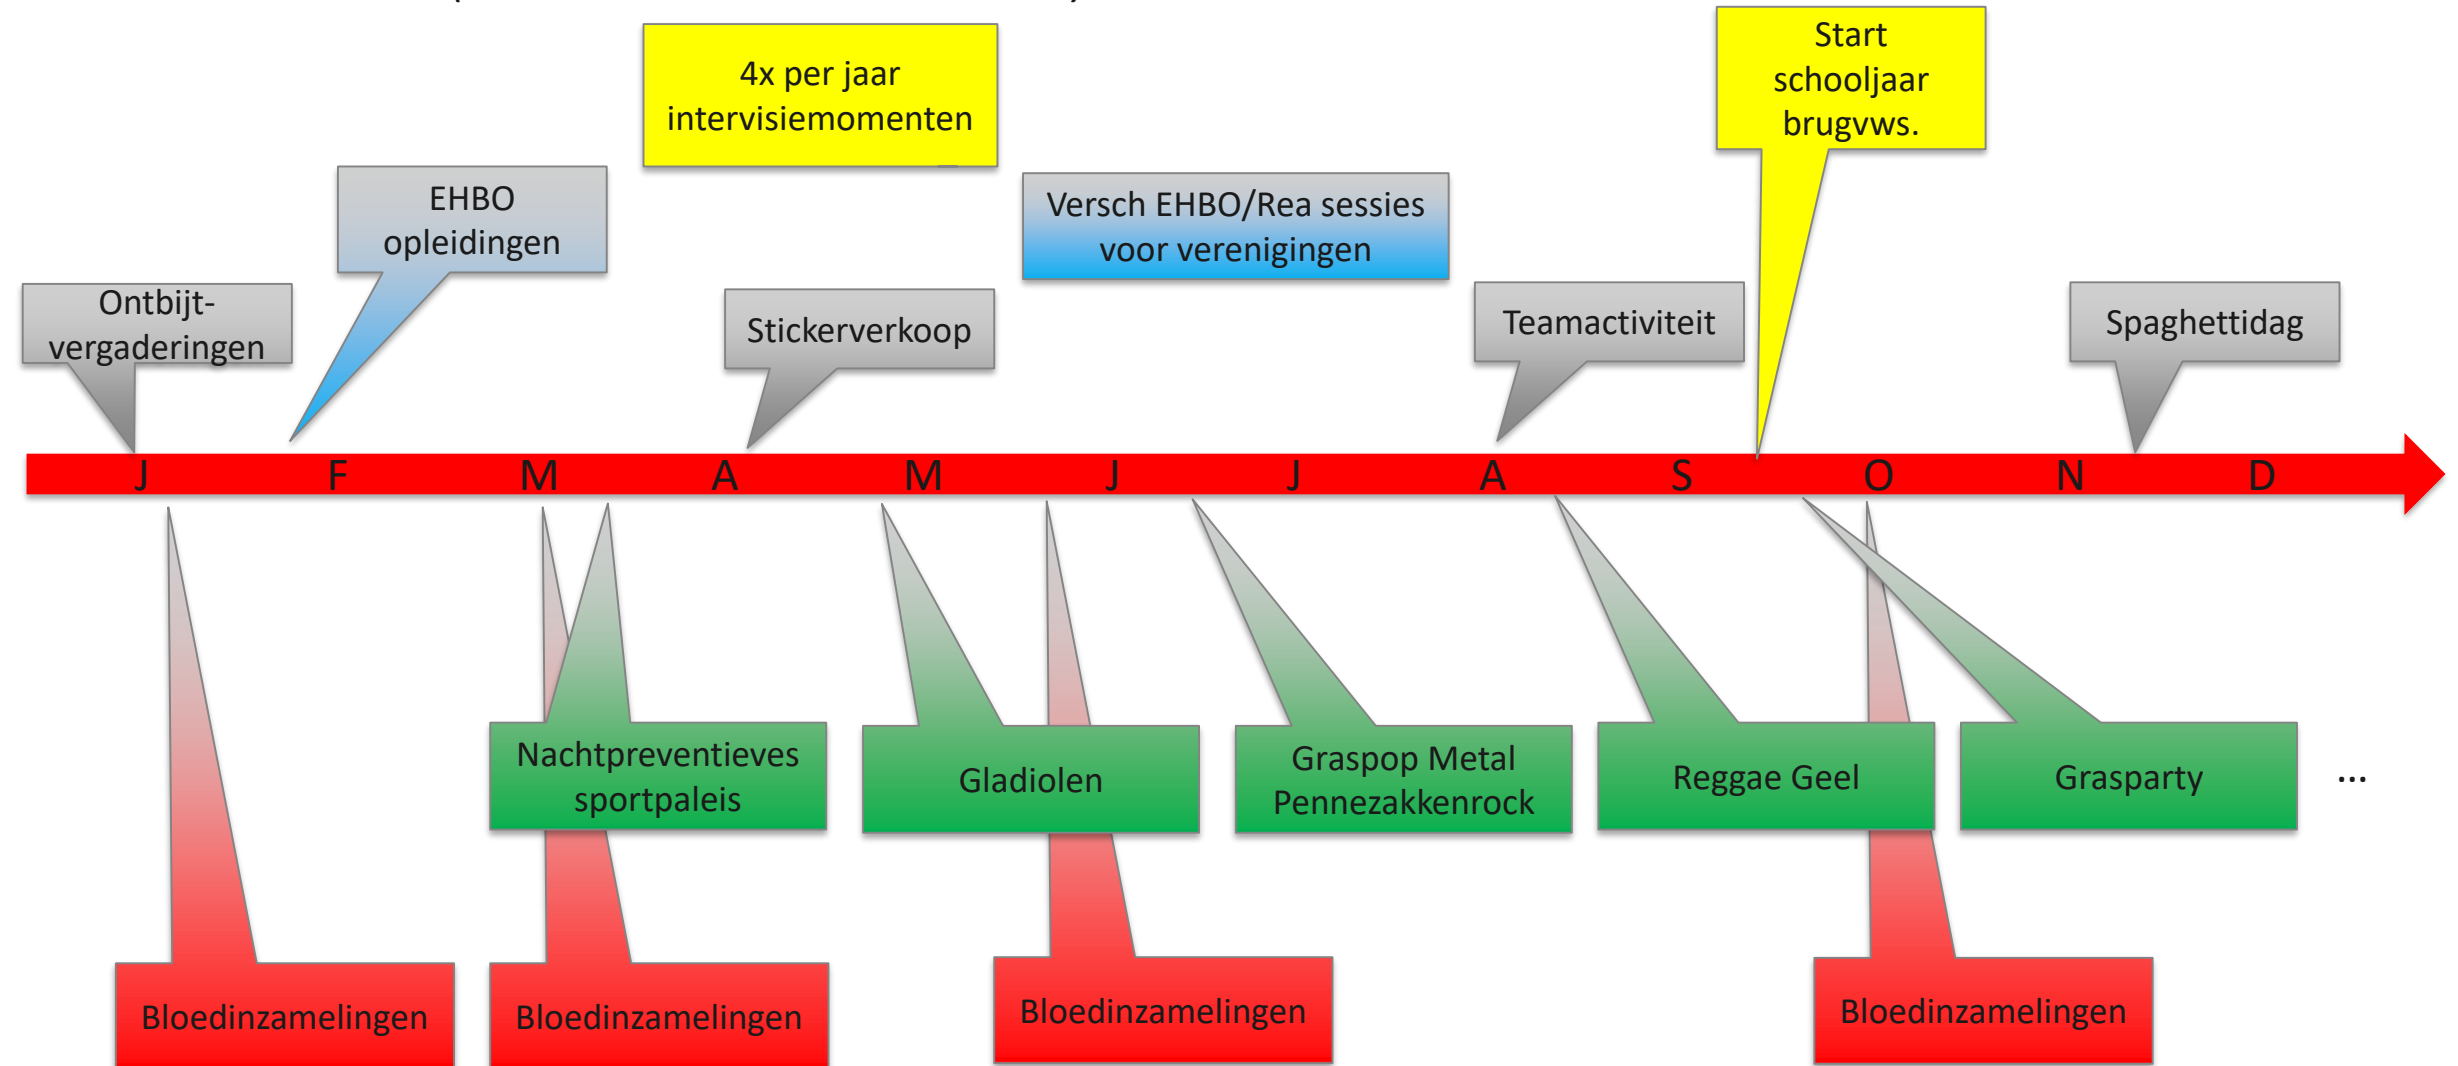 Start
schooljaar
brugvws.
4x per jaar
intervisiemomenten
EHBO
opleidingen
Versch EHBO/Rea sessies
voor verenigingen
Ontbijt-
vergaderingen
Stickerverkoop
Teamactiviteit
Spaghettidag
J F M A M J J A S O N D
Nachtpreventieves
sportpaleis
Gladiolen
Graspop Metal
Pennezakkenrock
Reggae Geel
Grasparty
...
Bloedinzamelingen
Bloedinzamelingen
Bloedinzamelingen
Bloedinzamelingen